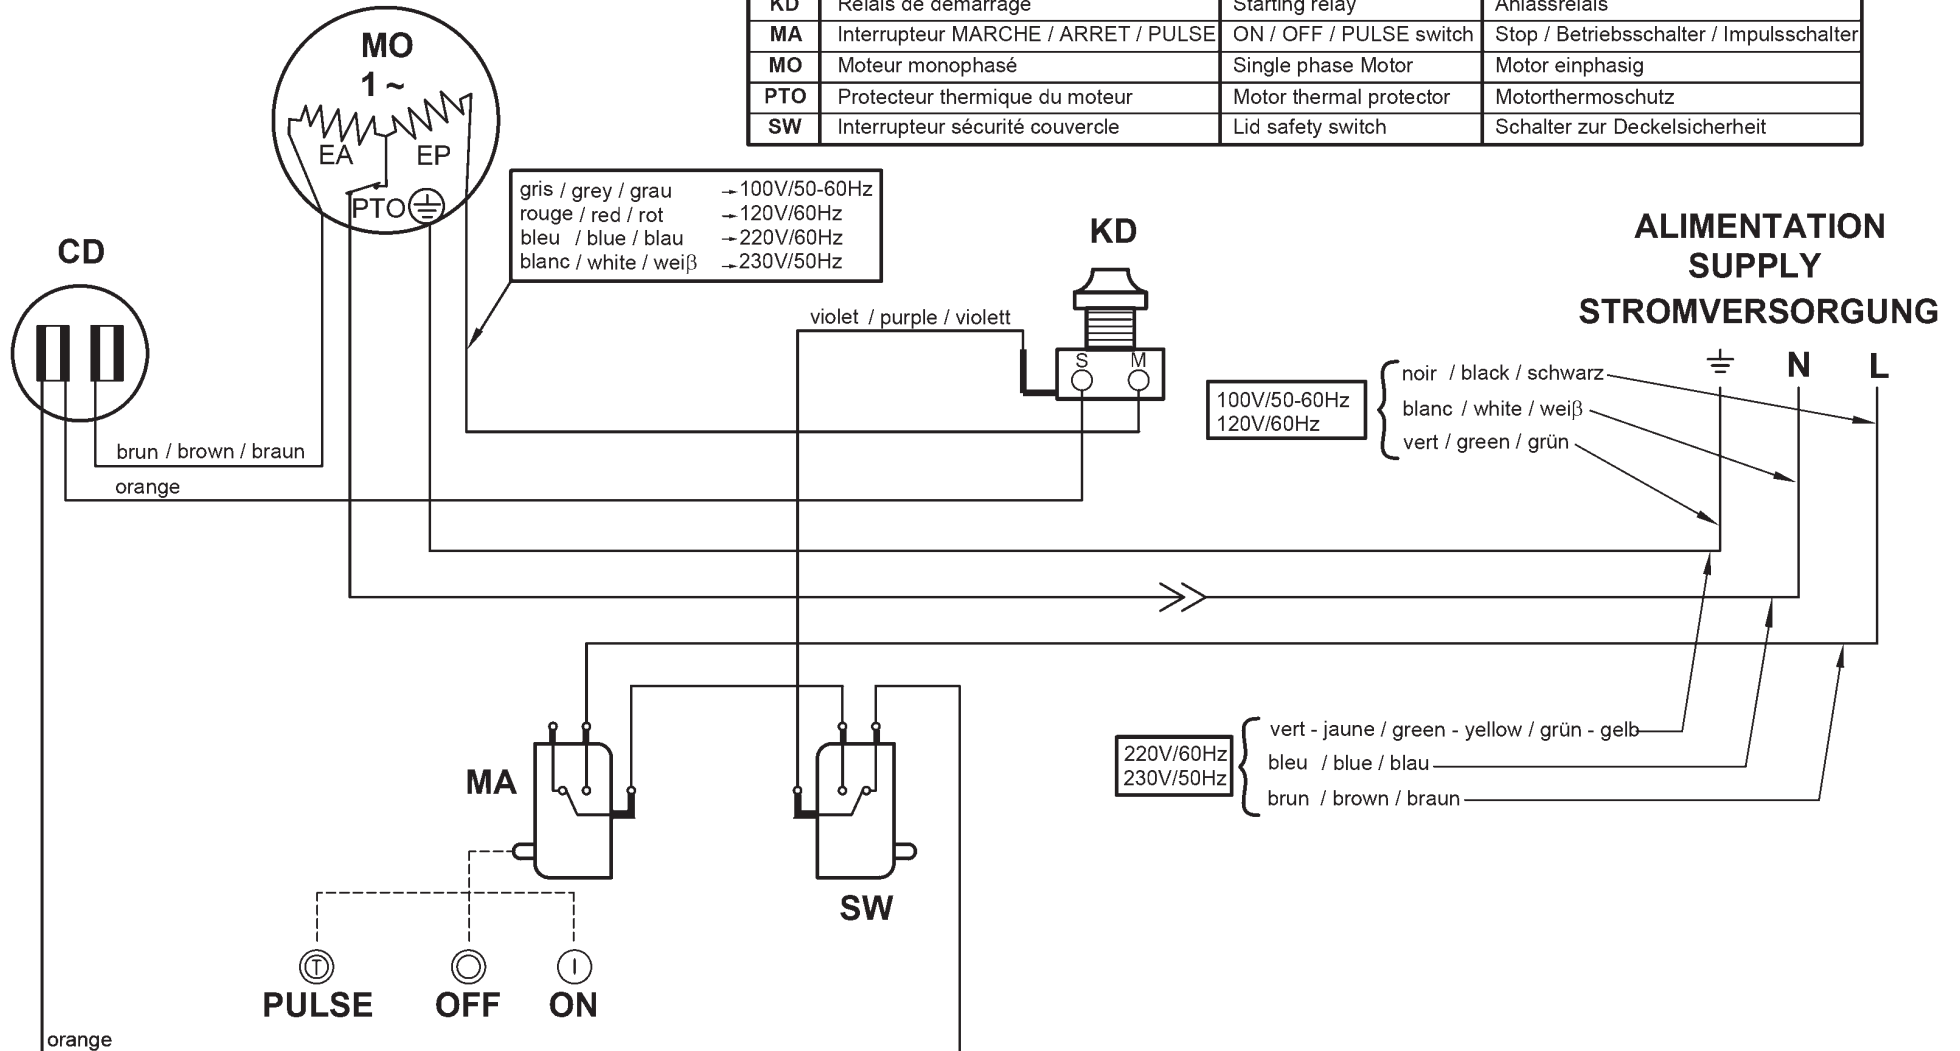 KD Relais de démarrage Starting relay Anlassrelais
MA Interrupteur MARCHE / ARRET / PULSE ON / OFF / PULSE switch Stop / Betriebsschalter / Impulsschalter
MO Moteur monophasé Single phase Motor Motor einphasig
PTO Protecteur thermique du moteur Motor thermal protector Motorthermoschutz
SW Interrupteur sécurité couvercle Lid safety switch Schalter zur Deckelsicherheit
MO
1 ~
EA EP
PTO
gris / grey / grau →100V/50-60Hz
rouge / red / rot →120V/60Hz
bleu / blue / blau →220V/60Hz
blanc / white / weiβ →230V/50Hz
CD
KD
S M
violet / purple / violett
ALIMENTATION
SUPPLY
STROMVERSORGUNG
N L
100V/50-60Hz
120V/60Hz
noir / black / schwarz
blanc / white / weiβ
vert / green / grün
brun / brown / braun
orange
MA
SW
220V/60Hz
230V/50Hz
vert - jaune / green - yellow / grün - gelb
bleu / blue / blau
brun / brown / braun
T I
PULSE OFF ON
orange